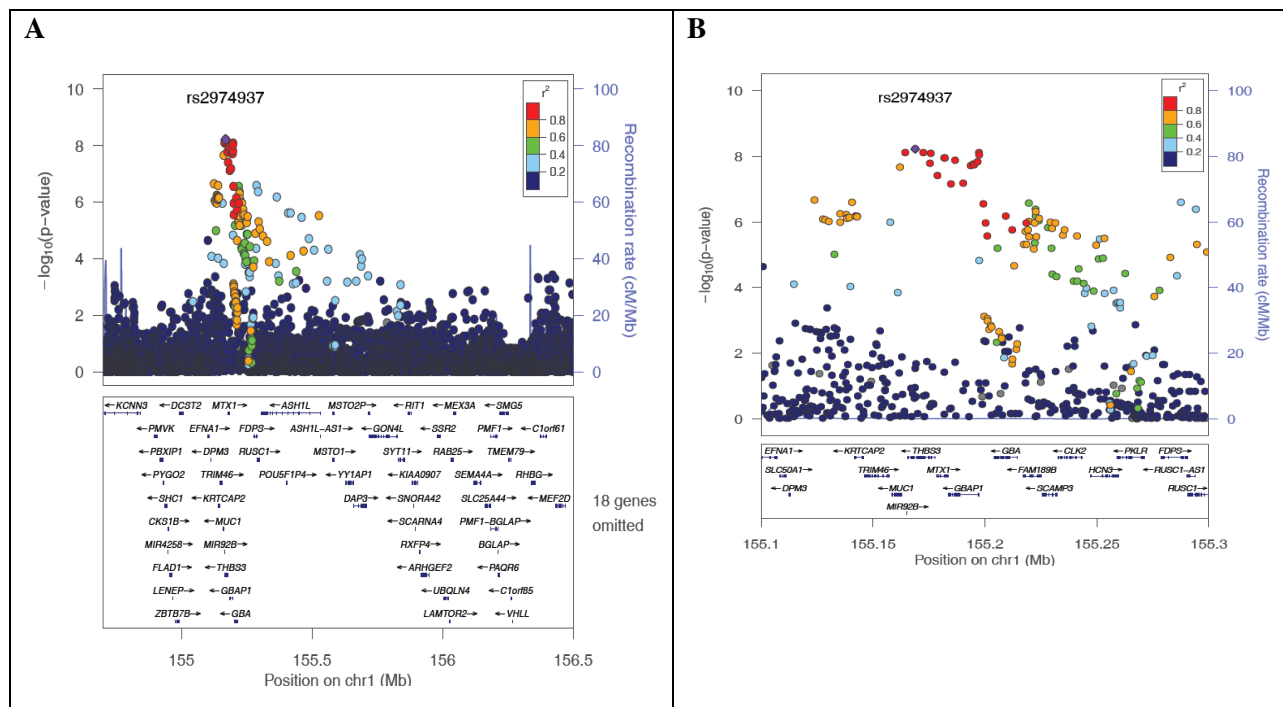 A
rs2974937
r²
0.8
0.6
0.4
0.2
10
8
6
4
2
0
−log10(p−value)
100
80
60
40
20
0
Recombination rate (cM/Mb)
←KCNN3 ←DCST2 MTX1→ ←ASH1L MSTO2P→ ←RIT1 ←MEX3A ←SMG5
←PMVK EFNA1→ FDPS→ ASH1L−AS1→ ←GON4L ←SSR2 PMF1→ ←C1orf61
←PBXIP1 ←DPM3 RUSC1→ MSTO1→ SYT11→ RAB25→ TMEM79→
←PYGO2 ←TRIM46→ POU5F1P4→ ←YY1AP1 ←KIAA0907 ←SEMA4A→ RHBG→
←SHC1 ←KRTCAP2 DAP3→ ←SNORA42 SLC25A44→ ←MEF2D
CKS1B→ ←MUC1 ←SCARNA4 PMF1−BGLAP→
MIR4258→ MIR92B→ RXFP4→ BGLAP→
FLAD1→ ←THBS3 ←ARHGEF2 ←PAQR6
LENEP→ ←GBAP1 ←UBQLN4 ←C1orf85
ZBTB7B→ ←GBA LAMTOR2→ ←VHLL
18 genes
omitted
155
155.5
156
156.5
Position on chr1 (Mb)
B
rs2974937
r²
0.8
0.6
0.4
0.2
10
8
6
4
2
0
−log10(p−value)
100
80
60
40
20
0
Recombination rate (cM/Mb)
EFNA1→ ←KRTCAP2 ←THBS3 ←GBA ←CLK2 ←PKLR FDPS→
SLC50A1→ TRIM46→ MTX1→ ←FAM189B HCN3→ ←RUSC1−AS1
←DPM3 ←MUC1 ←GBAP1 ←SCAMP3 RUSC1→
MIR92B→
155.1
155.15
155.2
155.25
155.3
Position on chr1 (Mb)